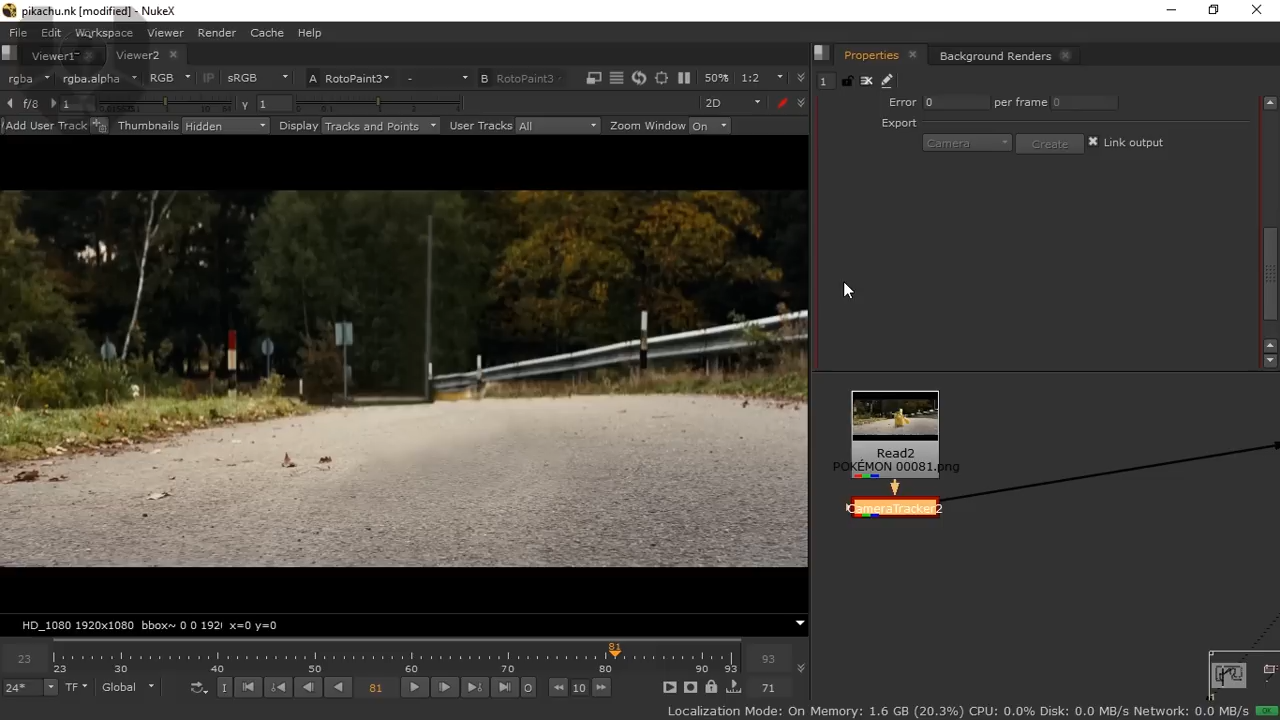 pikachu.nk [modified] - NukeX
File Edit Workspace Viewer Render Cache Help
Viewer1 Viewer2
Properties Background Renders
rgba rgba.alpha RGB IP sRGB A RotoPaint3 - B RotoPaint3 50% 1:2
1
f/8 1 γ 1 2D
Add User Track Thumbnails Hidden Display Tracks and Points User Tracks All Zoom Window On
Error 0 per frame 0
Export
Camera Create Link output
Read2
POKÉMON 00081.png
CameraTracker2
HD_1080 1920x1080 bbox~ 0 0 192 x=0 y=0
81
23 23 30 40 50 60 70 80 90 93 93
24* TF Global I 81 O 10 71
Localization Mode: On Memory: 1.6 GB (20.3%) CPU: 0.0% Disk: 0.0 MB/s Network: 0.0 MB/s OK